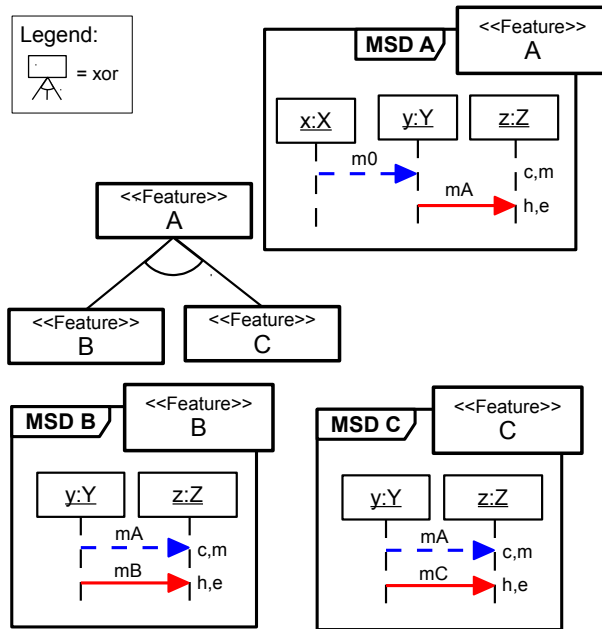 Legend:
= xor
MSD A
<<Feature>>
A
x:X
y:Y
z:Z
m0
c,m
mA
h,e
<<Feature>>
A
<<Feature>>
B
<<Feature>>
C
MSD B
<<Feature>>
B
y:Y
z:Z
mA
c,m
mB
h,e
MSD C
<<Feature>>
C
y:Y
z:Z
mA
c,m
mC
h,e